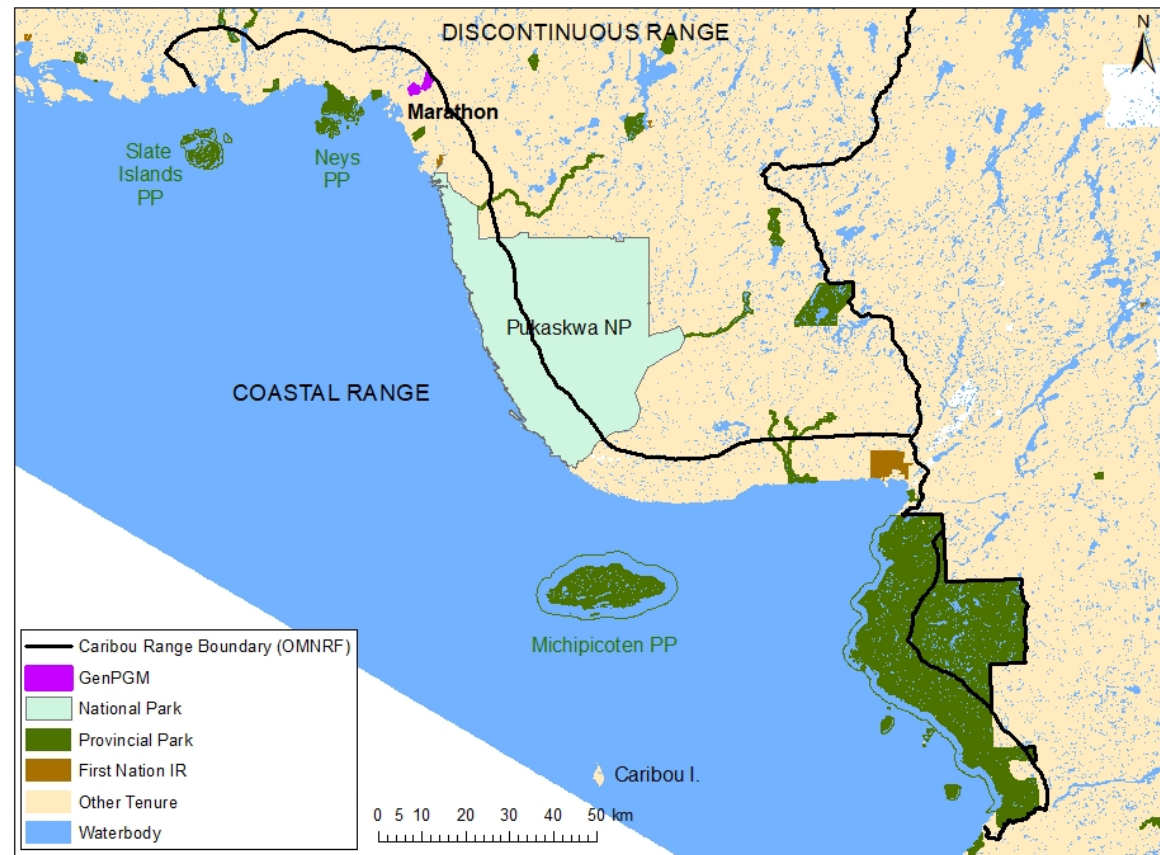 DISCONTINUOUS RANGE
N
Marathon
Slate
Islands
PP
Neys
PP
Pukaskwa NP
COASTAL RANGE
Michipicoten PP
Caribou I.
0 5 10 20 30 40 50 km
Caribou Range Boundary (OMNRF)
GenPGM
National Park
Provincial Park
First Nation IR
Other Tenure
Waterbody